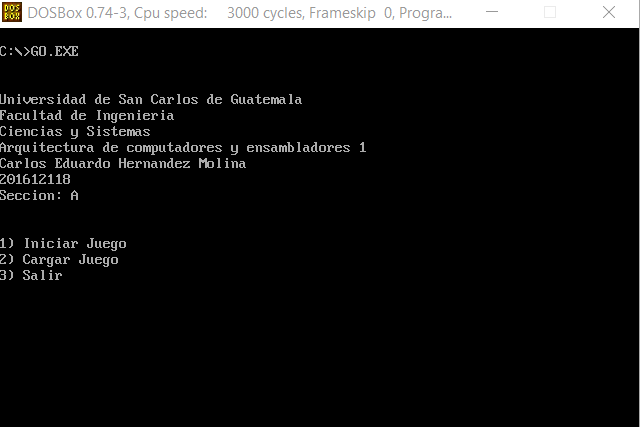 DOS
BOX
DOSBox 0.74-3, Cpu speed: 3000 cycles, Frameskip 0, Progra...
C:\>GO.EXE
Universidad de San Carlos de Guatemala
Facultad de Ingenieria
Ciencias y Sistemas
Arquitectura de computadores y ensambladores 1
Carlos Eduardo Hernandez Molina
201612118
Seccion: A
1) Iniciar Juego
2) Cargar Juego
3) Salir